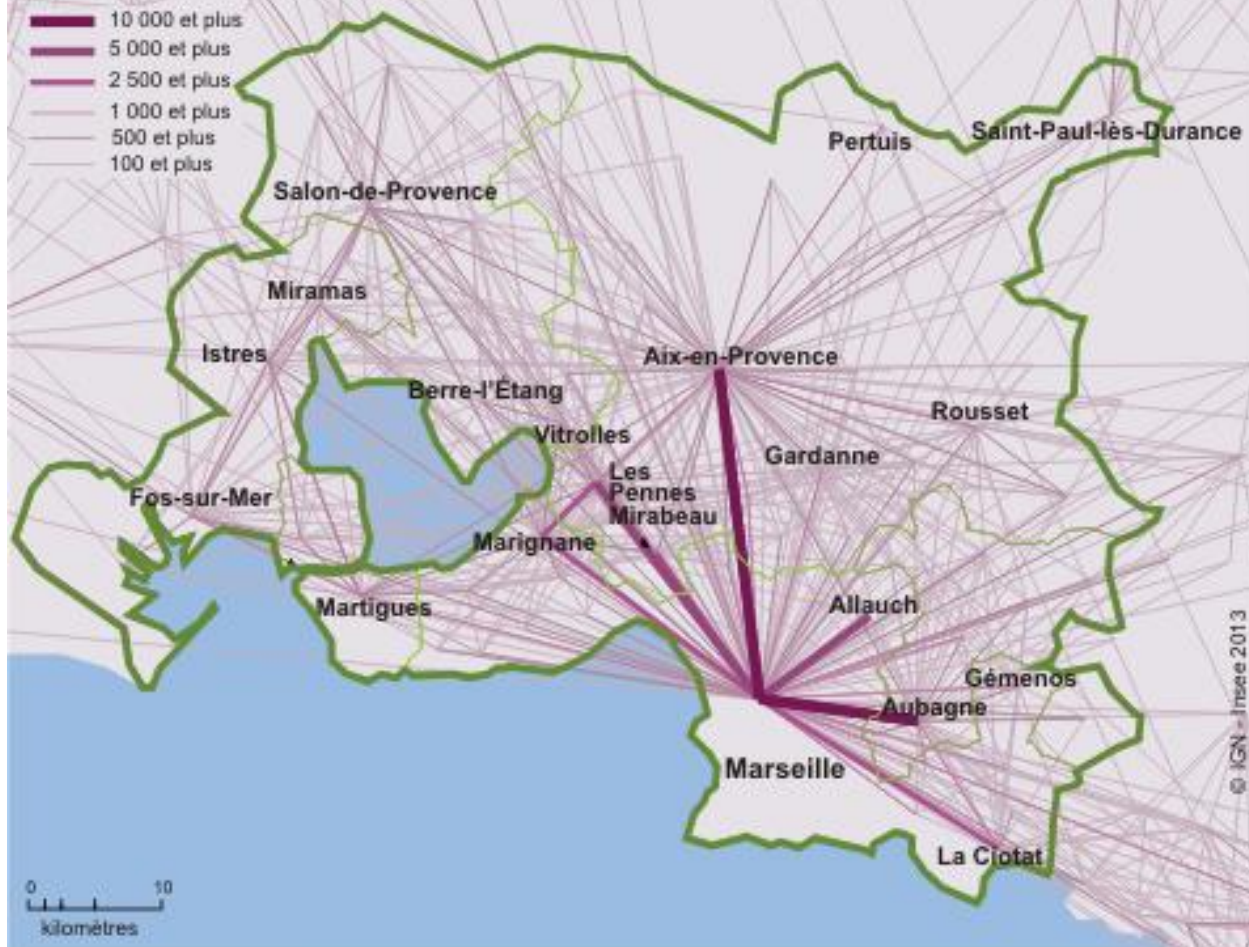 10 000 et plus
5 000 et plus
2 500 et plus
1 000 et plus
500 et plus
100 et plus
Pertuis
Saint-Paul-lès-Durance
Salon-de-Provence
Miramas
Istres
Aix-en-Provence
Berre-l'Étang
Rousset
Vitrolles
Gardanne
Les
Pennes
Mirabeau
Fos-sur-Mer
Marignane
Martigues
Allauch
Gémenos
Aubagne
Marseille
La Ciotat
0 10
kilomètres
© IGN - Insee 2013